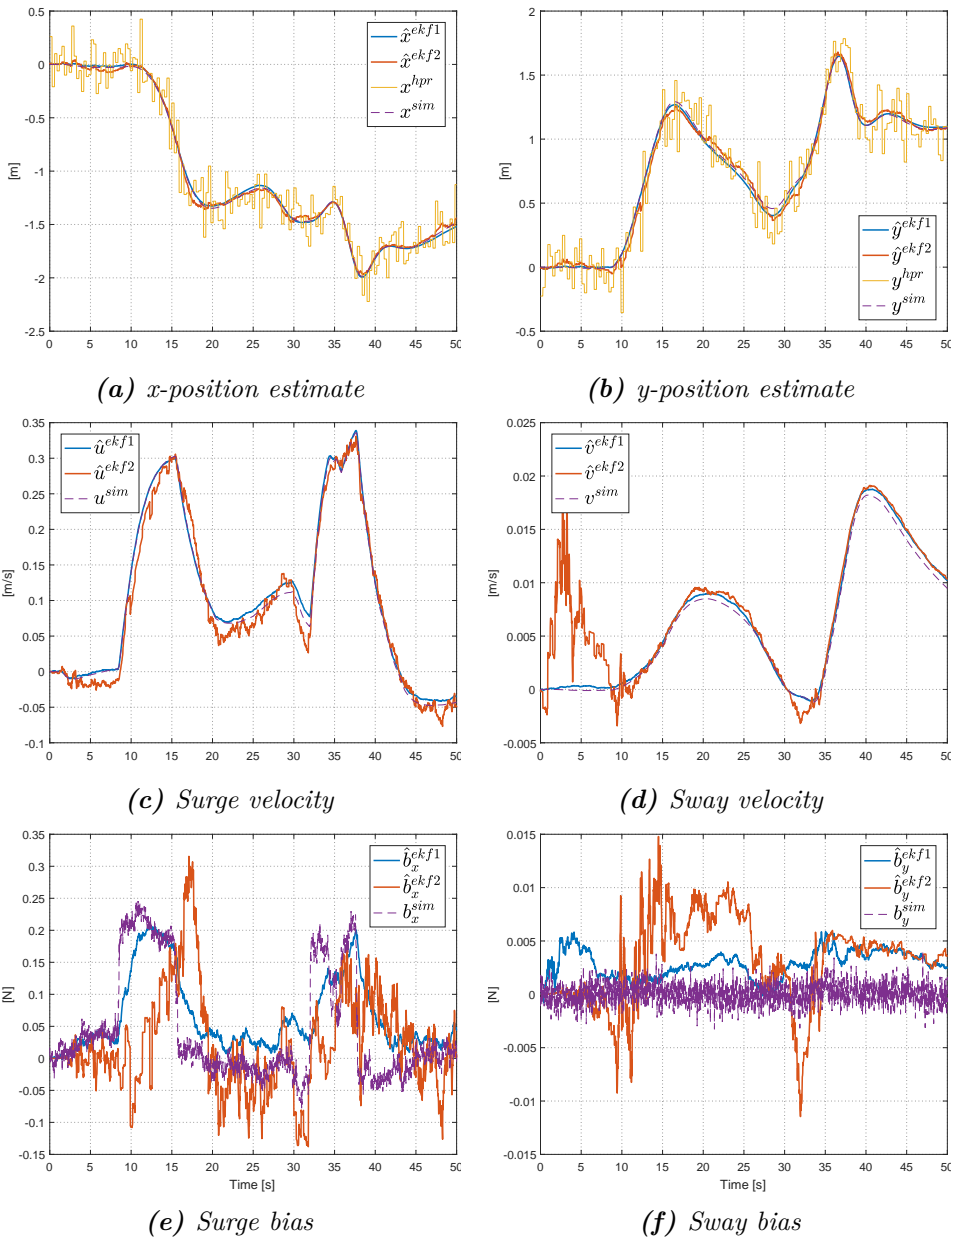 0.5
0
-0.5
-1
-1.5
-2
-2.5
[m]
0 5 10 15 20 25 30 35 40 45 50
x̂^{ekf1}
x̂^{ekf2}
x^{hpr}
x^{sim}
(a) x-position estimate
2
1.5
1
0.5
0
-0.5
[m]
0 5 10 15 20 25 30 35 40 45 50
ŷ^{ekf1}
ŷ^{ekf2}
y^{hpr}
y^{sim}
(b) y-position estimate
0.35
0.3
0.25
0.2
0.15
0.1
0.05
0
-0.05
-0.1
[m/s]
0 5 10 15 20 25 30 35 40 45 50
û^{ekf1}
û^{ekf2}
u^{sim}
(c) Surge velocity
0.025
0.02
0.015
0.01
0.005
0
-0.005
[m/s]
0 5 10 15 20 25 30 35 40 45 50
v̂^{ekf1}
v̂^{ekf2}
v^{sim}
(d) Sway velocity
0.35
0.3
0.25
0.2
0.15
0.1
0.05
0
-0.05
-0.1
-0.15
[N]
0 5 10 15 20 25 30 35 40 45 50
Time [s]
b̂_x^{ekf1}
b̂_x^{ekf2}
b_x^{sim}
(e) Surge bias
0.015
0.01
0.005
0
-0.005
-0.01
-0.015
[N]
0 5 10 15 20 25 30 35 40 45 50
Time [s]
b̂_y^{ekf1}
b̂_y^{ekf2}
b_y^{sim}
(f) Sway bias